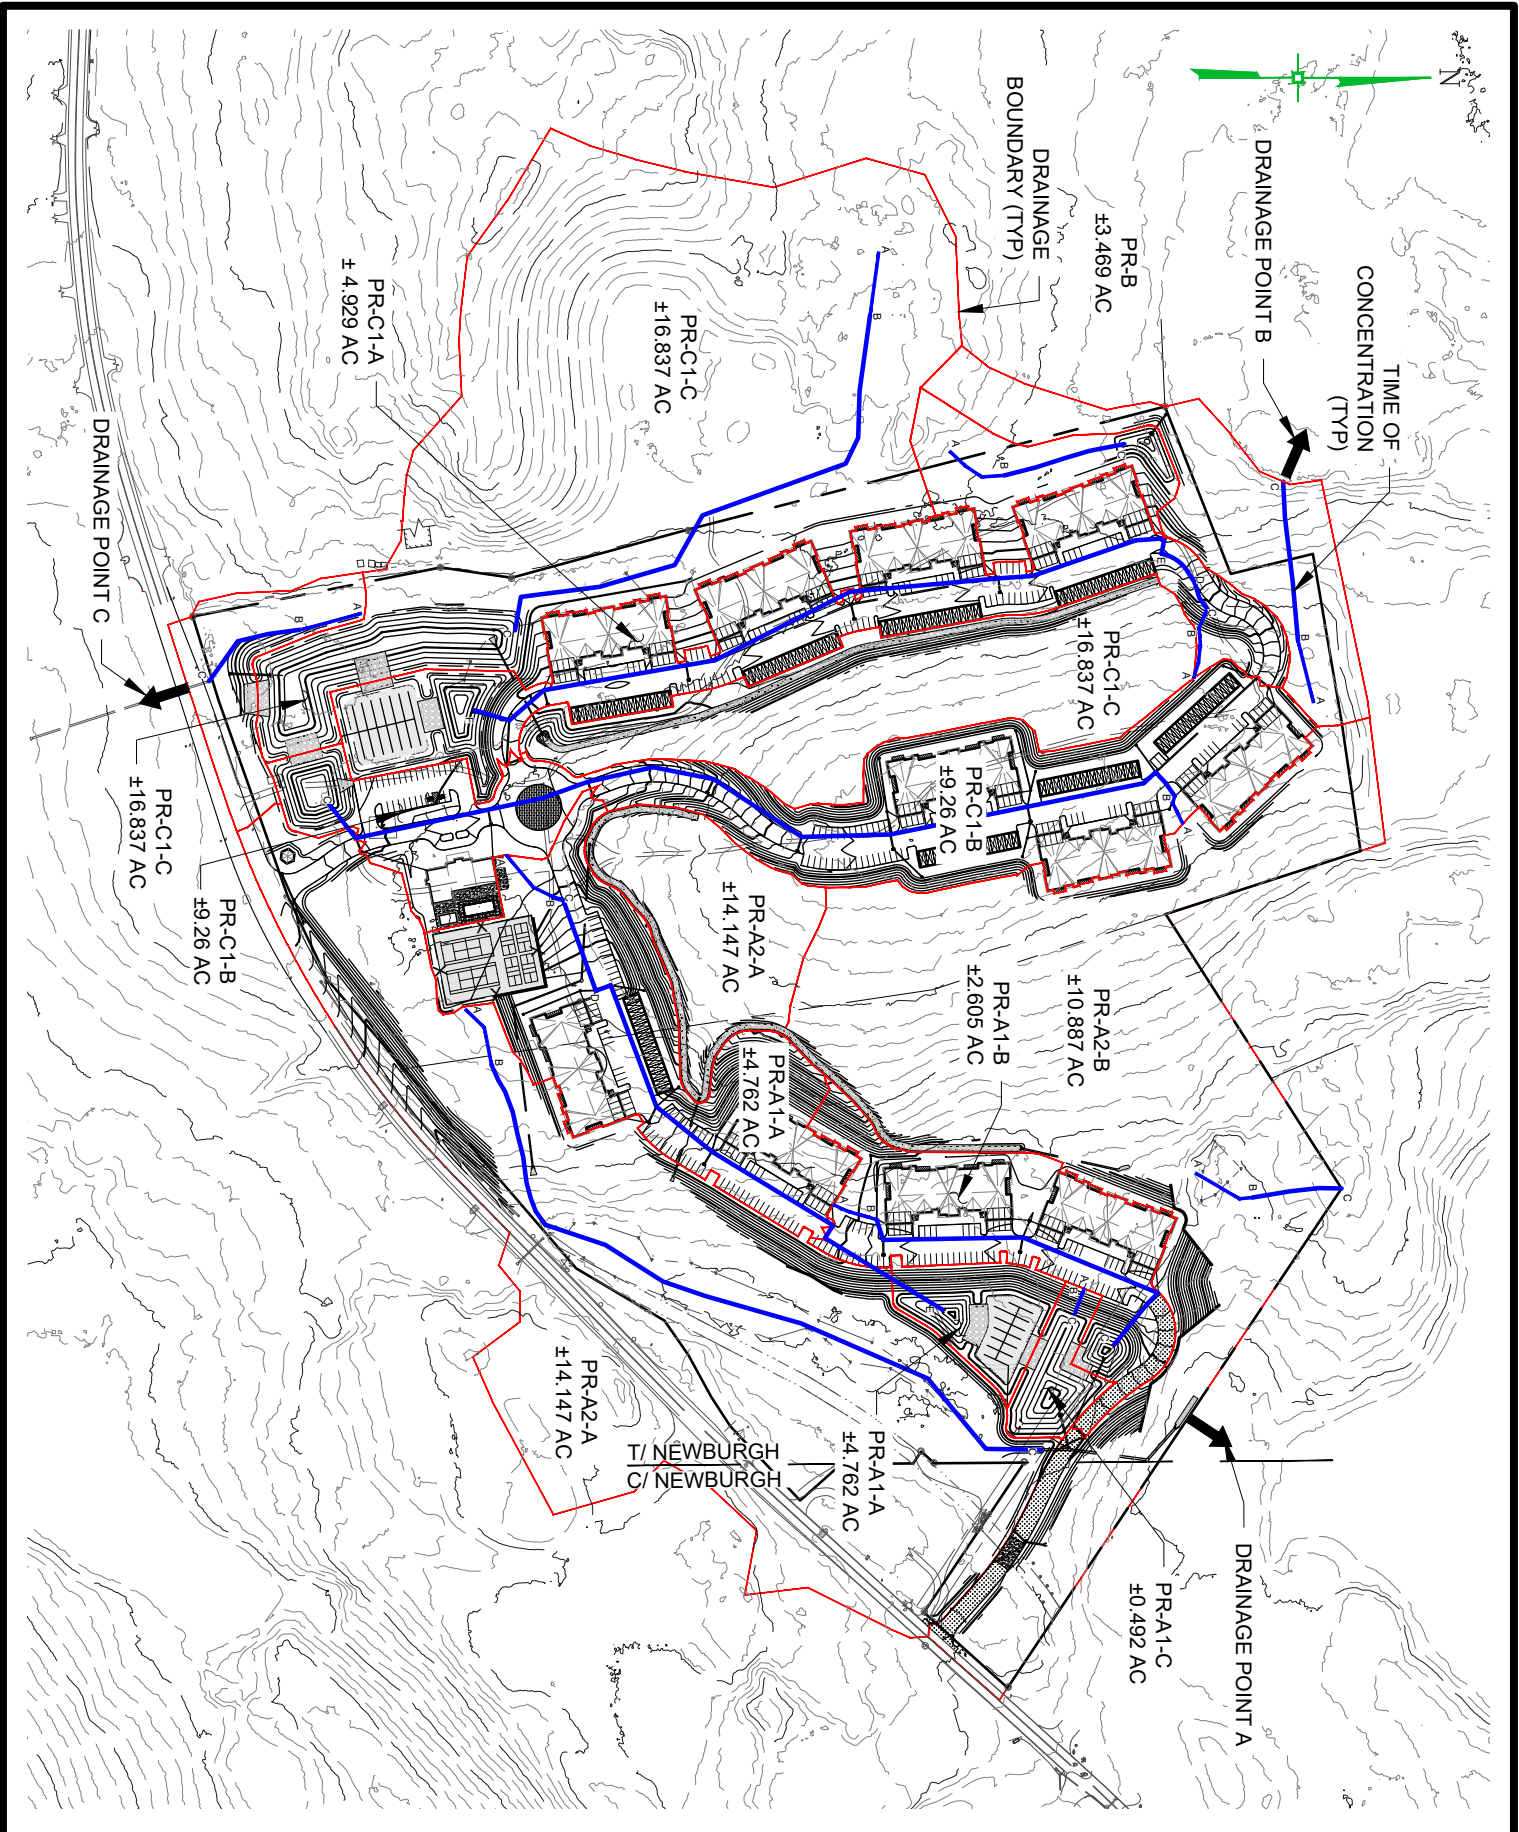 N
DRAINAGE
BOUNDARY (TYP)
PR-B
±3.469 AC
DRAINAGE POINT B
TIME OF
CONCENTRATION
(TYP)
PR-C1-A
± 4.929 AC
PR-C1-C
±16.837 AC
DRAINAGE POINT C
PR-C1-C
±16.837 AC
PR-C1-B
±9.26 AC
PR-C1-C
±16.837 AC
PR-C1-B
±9.26 AC
PR-A2-A
±14.147 AC
PR-A1-B
±2.605 AC
PR-A2-B
±10.887 AC
PR-A1-A
±4.762 AC
PR-A2-A
±14.147 AC
T/ NEWBURGH
C/ NEWBURGH
PR-A1-A
±4.762 AC
PR-A1-C
±0.492 AC
DRAINAGE POINT A